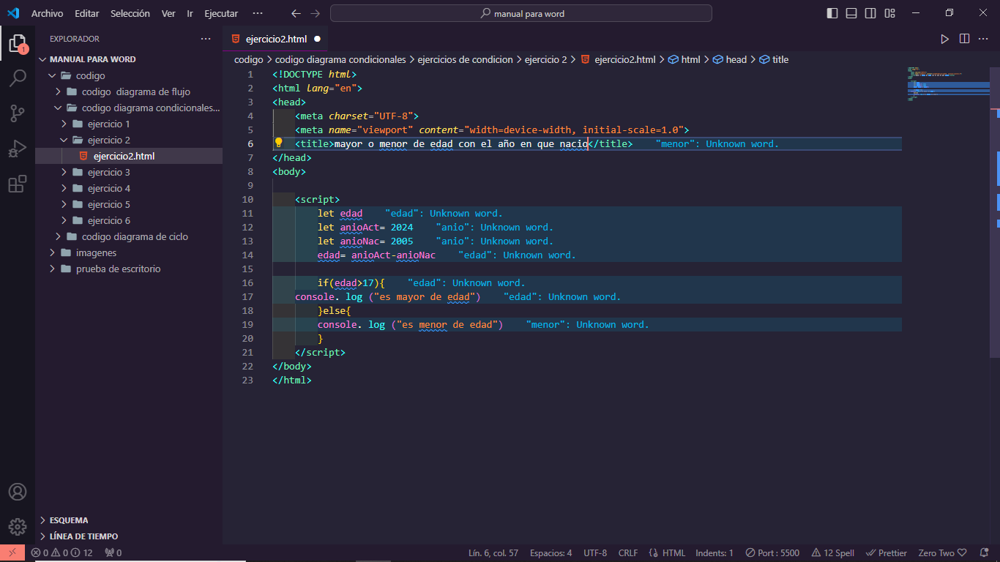 Archivo Editar Selección Ver Ir Ejecutar ··· manual para word
EXPLORADOR ···
MANUAL PARA WORD
codigo
codigo diagrama de flujo
codigo diagrama condicionales...
ejercicio 1
ejercicio 2
ejercicio2.html
ejercicio 3
ejercicio 4
ejercicio 5
ejercicio 6
codigo diagrama de ciclo
imagenes
prueba de escritorio
ESQUEMA
LÍNEA DE TIEMPO
1
ejercicio2.html
codigo > codigo diagrama condicionales > ejercicios de condicion > ejercicio 2 > ejercicio2.html > html > head > title
1 <!DOCTYPE html>
2 <html lang="en">
3 <head>
4 <meta charset="UTF-8">
5 <meta name="viewport" content="width=device-width, initial-scale=1.0">
6 <title>mayor o menor de edad con el año en que nacio</title> "menor": Unknown word.
7 </head>
8 <body>
9
10 <script>
11 let edad "edad": Unknown word.
12 let anioAct= 2024 "anio": Unknown word.
13 let anioNac= 2005 "anio": Unknown word.
14 edad= anioAct-anioNac "edad": Unknown word.
15
16 if(edad>17){ "edad": Unknown word.
17 console. log ("es mayor de edad") "edad": Unknown word.
18 }else{
19 console. log ("es menor de edad") "menor": Unknown word.
20 }
21 </script>
22 </body>
23 </html>
0 0 12 0 Lín. 6, col. 57 Espacios: 4 UTF-8 CRLF {} HTML Indents: 1 Port : 5500 12 Spell Prettier Zero Two